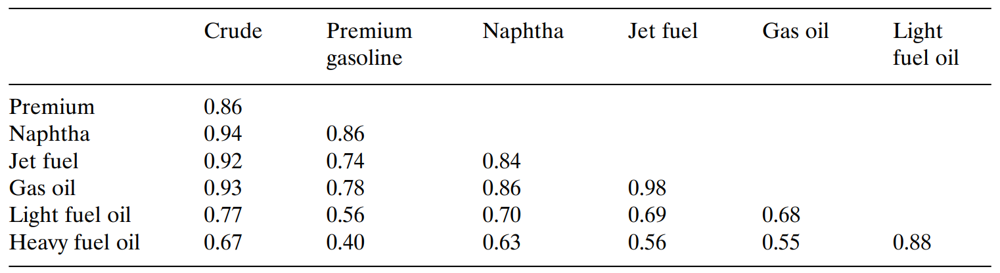 Crude Premium Naphtha Jet fuel Gas oil Light
gasoline fuel oil
Premium 0.86
Naphtha 0.94 0.86
Jet fuel 0.92 0.74 0.84
Gas oil 0.93 0.78 0.86 0.98
Light fuel oil 0.77 0.56 0.70 0.69 0.68
Heavy fuel oil 0.67 0.40 0.63 0.56 0.55 0.88